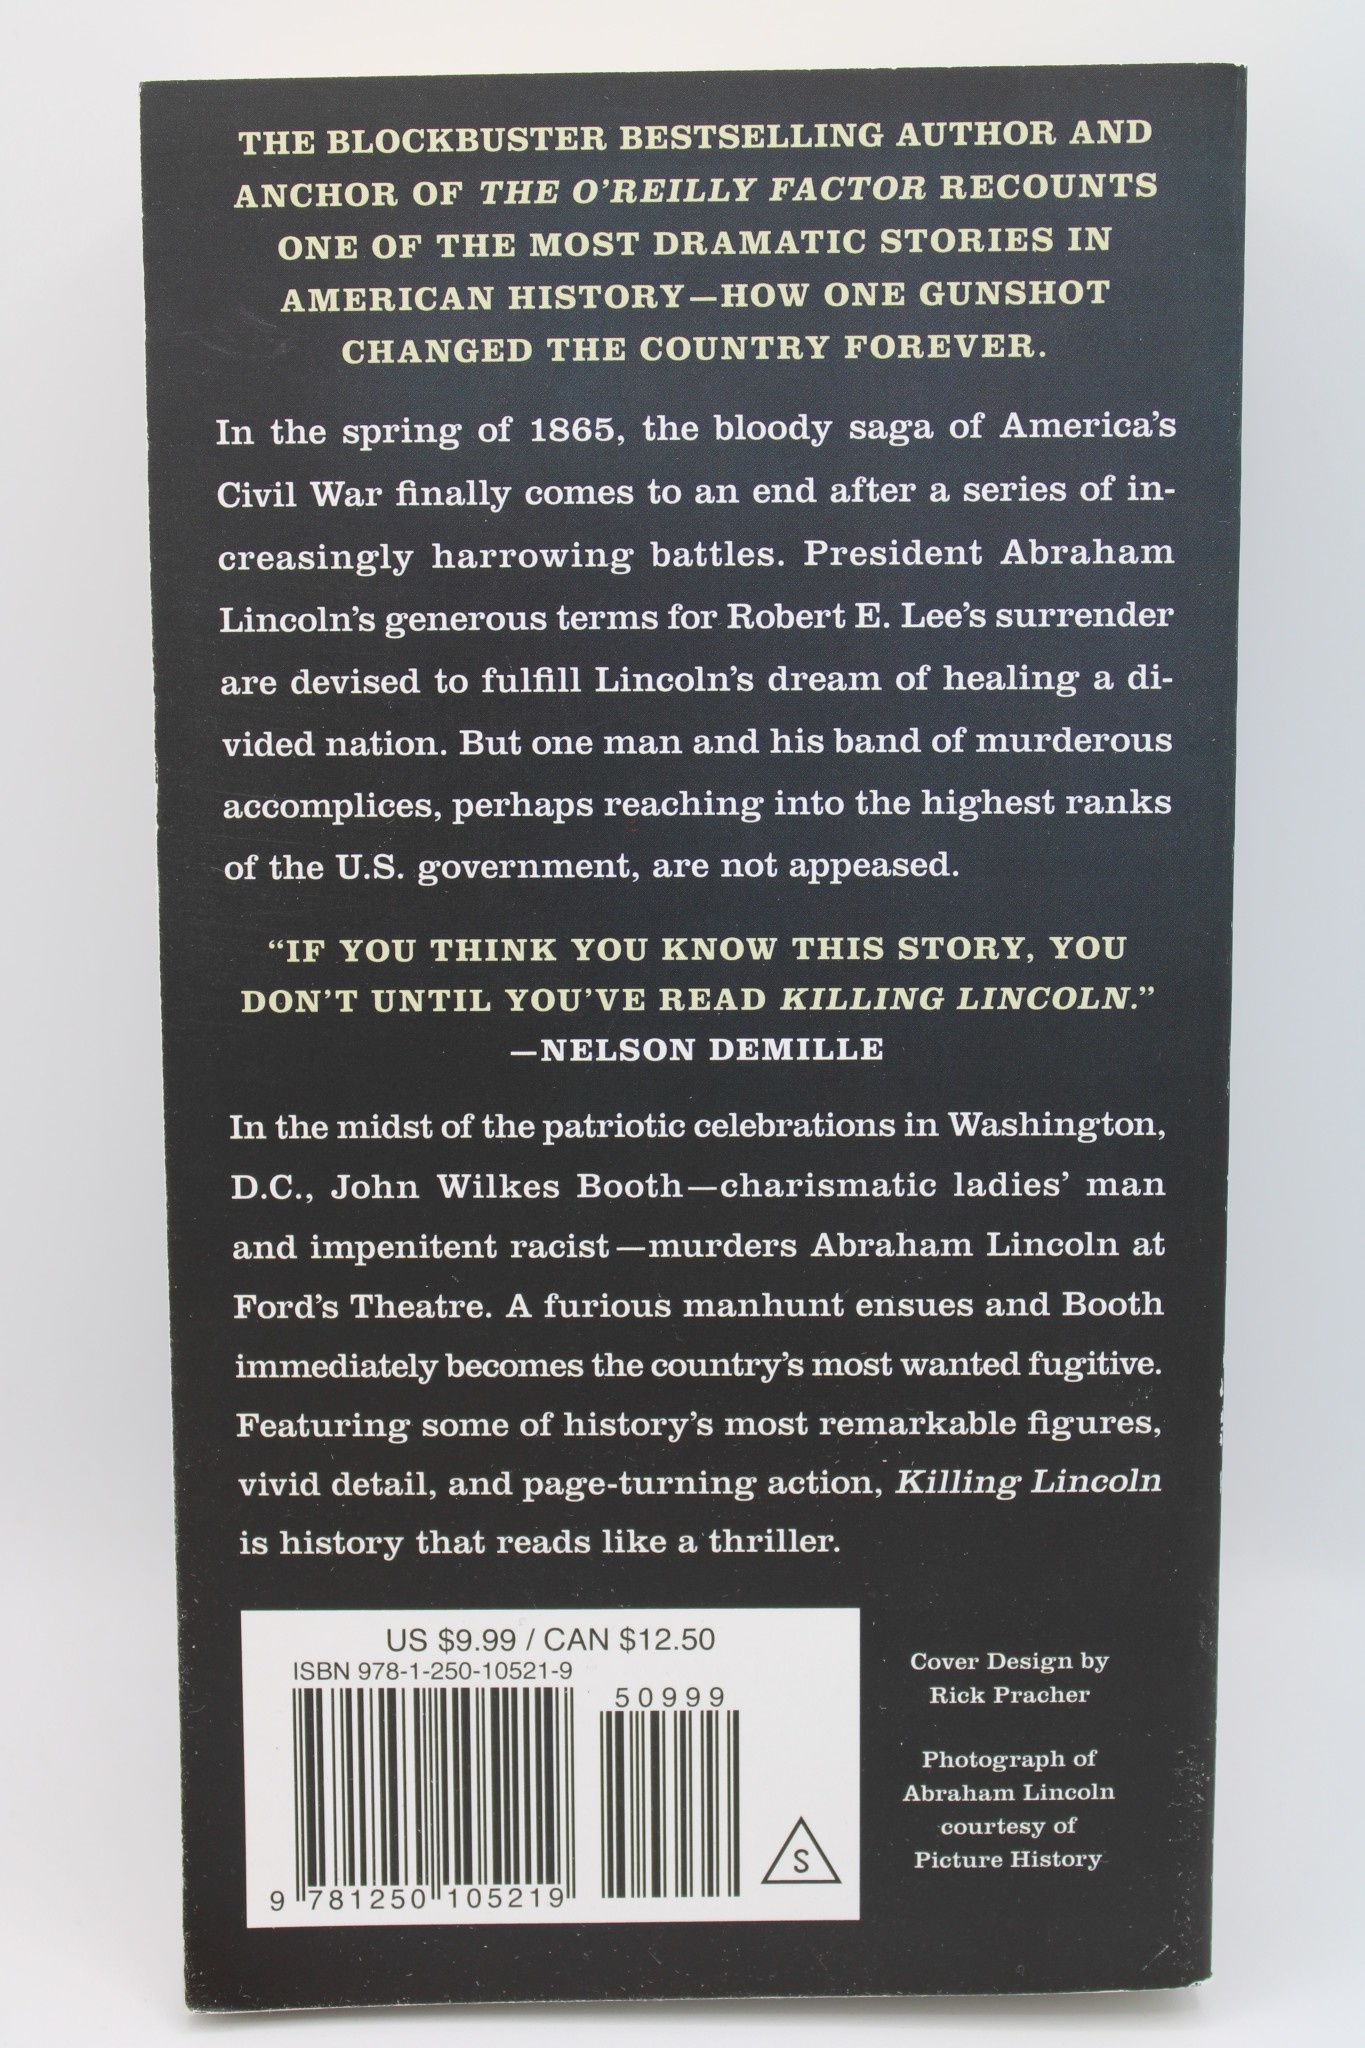 THE BLOCKBUSTER BESTSELLING AUTHOR AND
ANCHOR OF THE O'REILLY FACTOR RECOUNTS
ONE OF THE MOST DRAMATIC STORIES IN
AMERICAN HISTORY—HOW ONE GUNSHOT
CHANGED THE COUNTRY FOREVER.
In the spring of 1865, the bloody saga of America's
Civil War finally comes to an end after a series of in-
creasingly harrowing battles. President Abraham
Lincoln's generous terms for Robert E. Lee's surrender
are devised to fulfill Lincoln's dream of healing a di-
vided nation. But one man and his band of murderous
accomplices, perhaps reaching into the highest ranks
of the U.S. government, are not appeased.
“IF YOU THINK YOU KNOW THIS STORY, YOU
DON'T UNTIL YOU'VE READ KILLING LINCOLN.”
—NELSON DEMILLE
In the midst of the patriotic celebrations in Washington,
D.C., John Wilkes Booth—charismatic ladies' man
and impenitent racist—murders Abraham Lincoln at
Ford's Theatre. A furious manhunt ensues and Booth
immediately becomes the country's most wanted fugitive.
Featuring some of history's most remarkable figures,
vivid detail, and page-turning action, Killing Lincoln
is history that reads like a thriller.
US $9.99 / CAN $12.50
ISBN 978-1-250-10521-9
50999
9 781250 105219
S
Cover Design by
Rick Pracher
Photograph of
Abraham Lincoln
courtesy of
Picture History